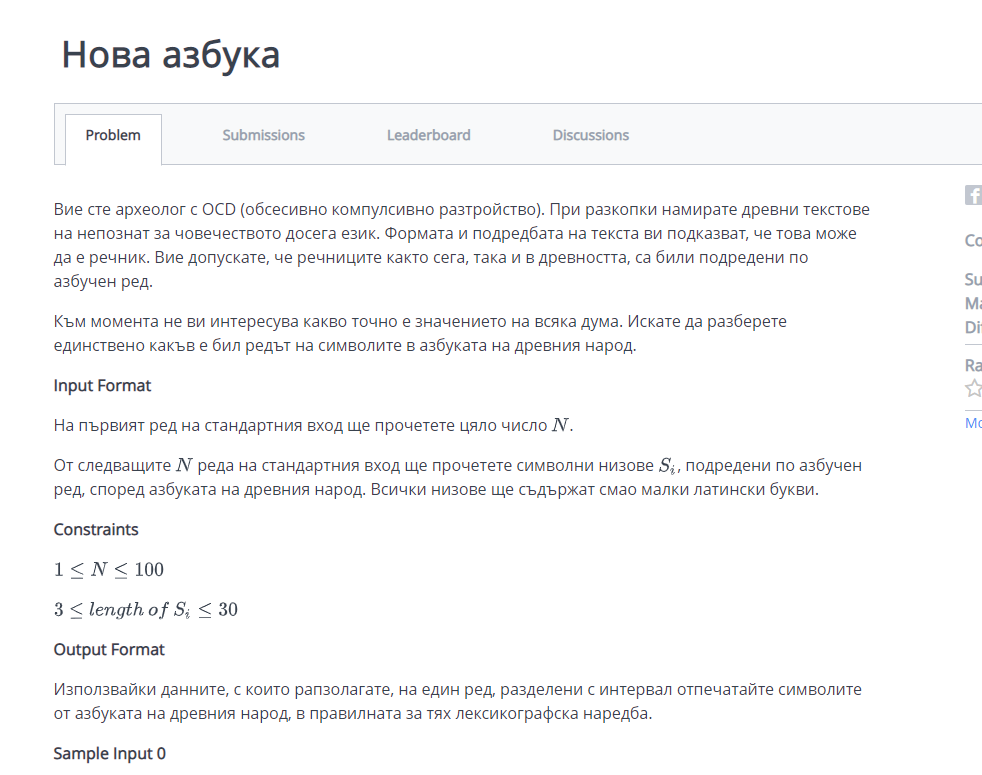 Нова азбука
Problem
Submissions
Leaderboard
Discussions
Вие сте археолог с OCD (обсесивно компулсивно разтройство). При разкопки намирате древни текстове
на непознат за човечеството досега език. Формата и подредбата на текста ви подказват, че това може
да е речник. Вие допускате, че речниците както сега, така и в древността, са били подредени по
азбучен ред.
Към момента не ви интересува какво точно е значението на всяка дума. Искате да разберете
единствено какъв е бил редът на символите в азбуката на древния народ.
Input Format
На първият ред на стандартния вход ще прочетете цяло число N.
От следващите N реда на стандартния вход ще прочетете символни низове Sᵢ, подредени по азбучен
ред, според азбуката на древния народ. Всички низове ще съдържат смао малки латински букви.
Constraints
1 ≤ N ≤ 100
3 ≤ length of Sᵢ ≤ 30
Output Format
Използвайки данните, с които рапзолагате, на един ред, разделени с интервал отпечатайте символите
от азбуката на древния народ, в правилната за тях лексикографска наредба.
Sample Input 0
f
Co
Su
Ma
Di
Ra
Mo